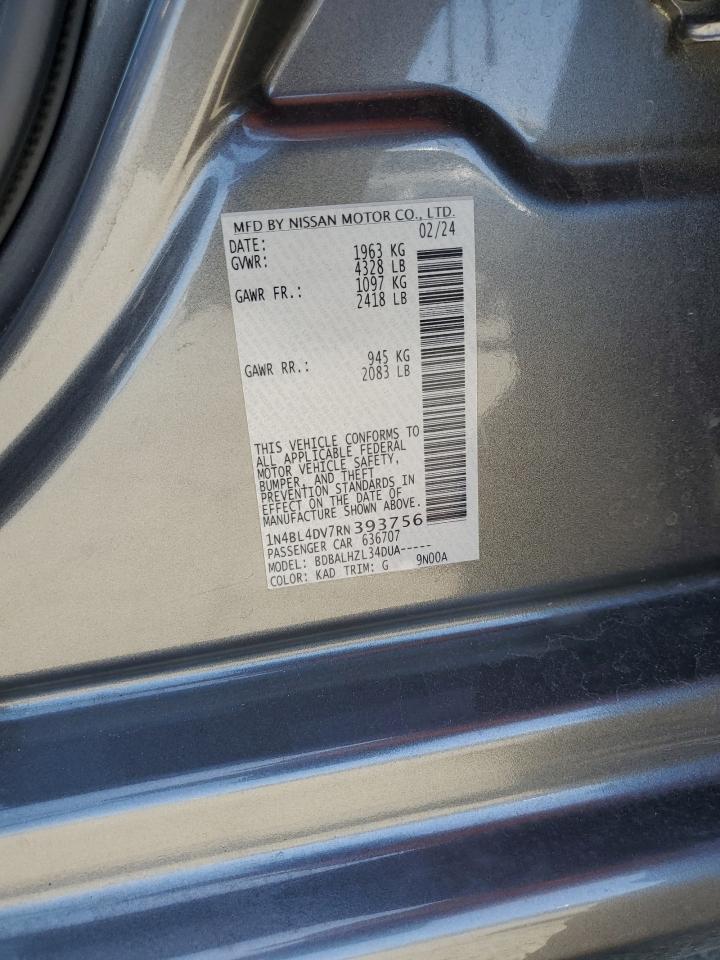 MFD BY NISSAN MOTOR CO., LTD.
DATE: 02/24
GVWR: 1963 KG
4328 LB
GAWR FR.: 1097 KG
2418 LB
GAWR RR.: 945 KG
2083 LB
THIS VEHICLE CONFORMS TO
ALL APPLICABLE FEDERAL
MOTOR VEHICLE SAFETY,
BUMPER, AND THEFT
PREVENTION STANDARDS IN
EFFECT ON THE DATE OF
MANUFACTURE SHOWN ABOVE.
1N4BL4DV7RN393756
PASSENGER CAR 636707
MODEL: BDBALHZL34DUA-----
COLOR: KAD TRIM: G 9N00A